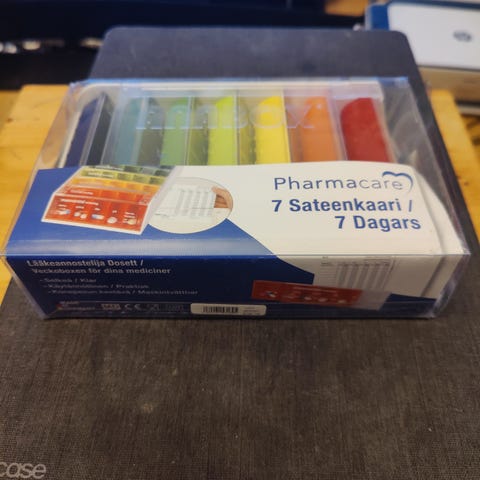 Pharmacare
7 Sateenkaari /
7 Dagars
Lääkeannostelija Dosett /
Veckoboxen för dina mediciner
- Selkeä / Klar
- Käytännöllinen / Praktisk
- Konepesun kestävä / Maskintvättbar
CE
case